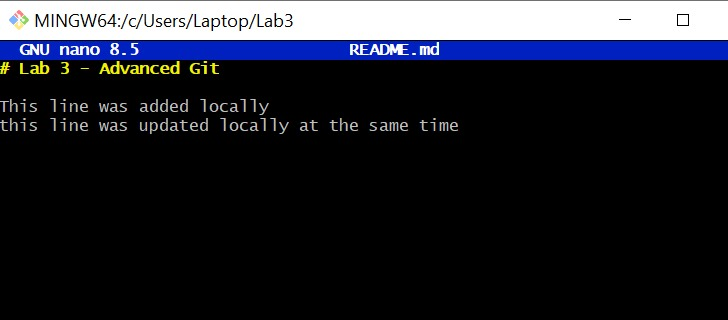 MINGW64:/c/Users/Laptop/Lab3
GNU nano 8.5 README.md
# Lab 3 - Advanced Git
This line was added locally
this line was updated locally at the same time